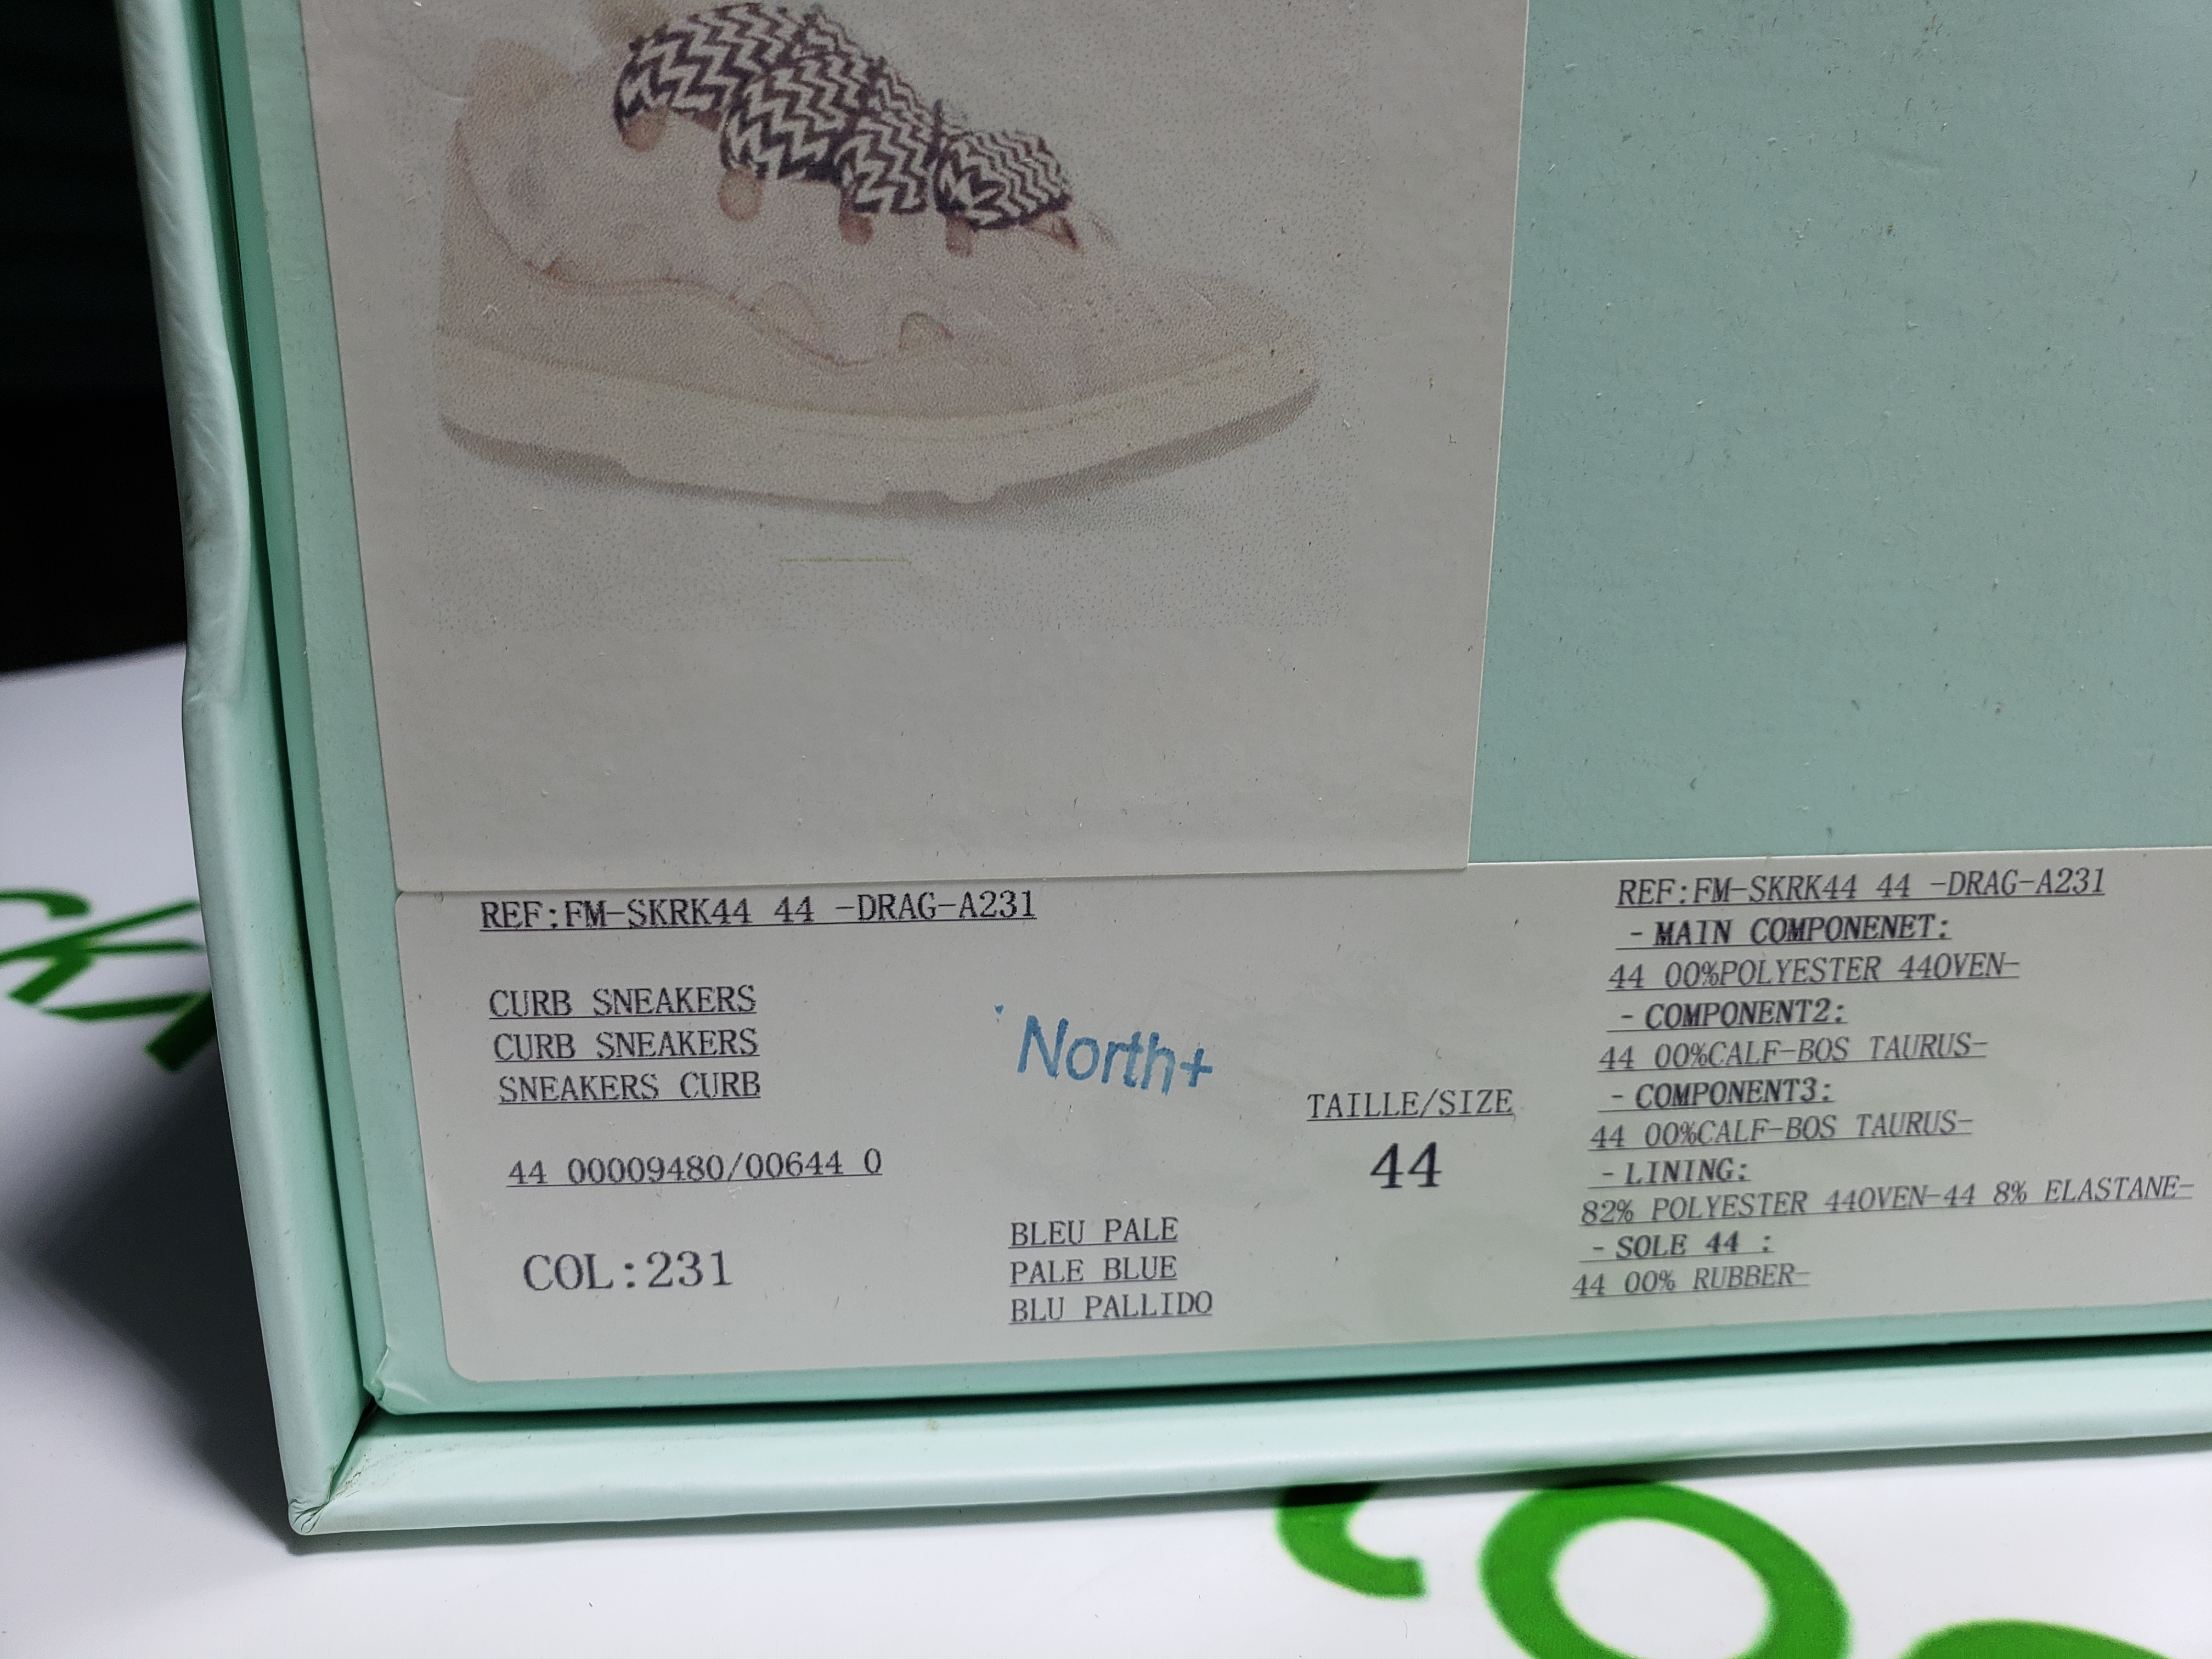 REF:FM-SKRK44 44 -DRAG-A231
CURB SNEAKERS
CURB SNEAKERS
SNEAKERS CURB
North+
TAILLE/SIZE
44
44 00009480/00644 0
COL:231
BLEU PALE
PALE BLUE
BLU PALLIDO
REF:FM-SKRK44 44 -DRAG-A231
- MAIN COMPONENET:
44 00%POLYESTER 44OVEN-
- COMPONENT2:
44 00%CALF-BOS TAURUS-
- COMPONENT3:
44 00%CALF-BOS TAURUS-
- LINING:
82% POLYESTER 44OVEN-44 8% ELASTANE-
- SOLE 44 :
44 00% RUBBER-